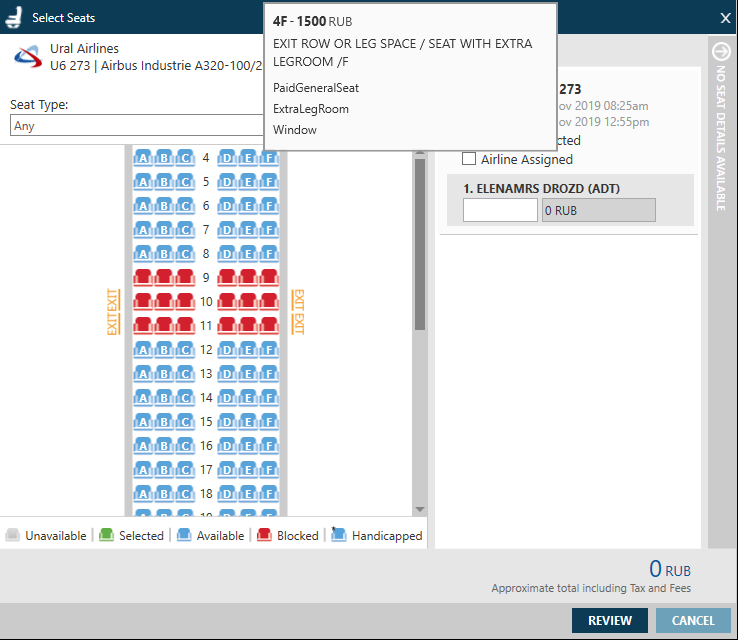 Select Seats
X
4F - 1500 RUB
EXIT ROW OR LEG SPACE / SEAT WITH EXTRA
LEGROOM /F
PaidGeneralSeat
ExtraLegRoom
Window
Ural Airlines
U6 273 | Airbus Industrie A320-100/2
Seat Type:
Any
273
ov 2019 08:25am
ov 2019 12:55pm
Airline Assigned
1. ELENAMRS DROZD (ADT)
0 RUB
NO SEAT DETAILS AVAILABLE
A B C 4 D E F
A B C 5 D E F
A B C 6 D E F
A B C 7 D E F
A B C 8 D E F
9
EXIT EXIT 10 EXIT EXIT
11
A B C 12 D E F
A B C 13 D E F
A B C 14 D E F
A B C 15 D E F
A B C 16 D E F
A B C 17 D E F
A B C 18 D E F
Unavailable | Selected | Available | Blocked | Handicapped
0 RUB
Approximate total including Tax and Fees
REVIEW CANCEL